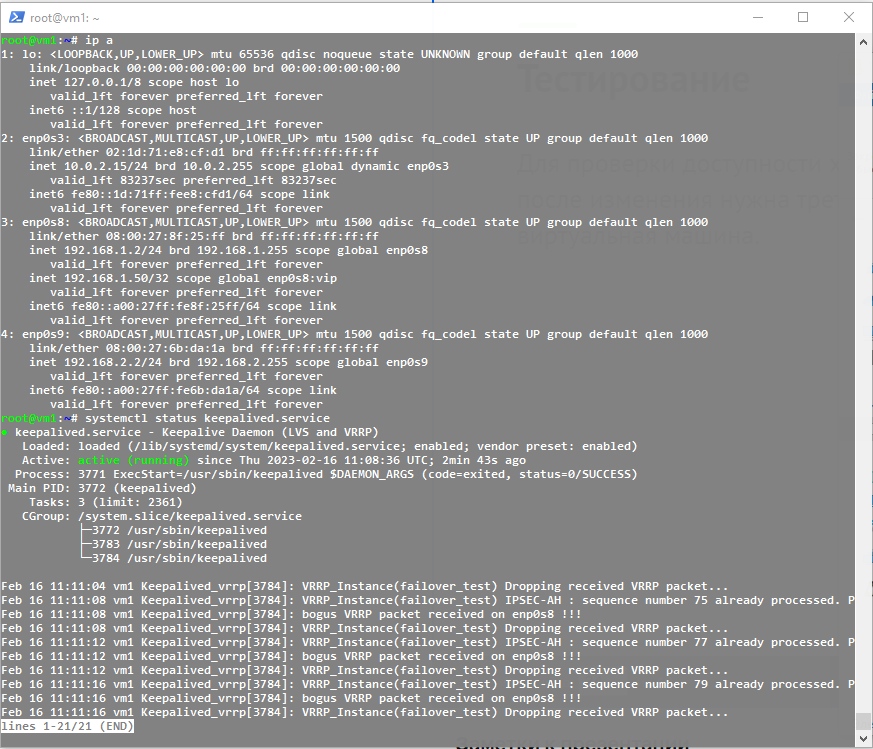 root@vm1: ~
root@vm1:~# ip a
1: lo: <LOOPBACK,UP,LOWER_UP> mtu 65536 qdisc noqueue state UNKNOWN group default qlen 1000
    link/loopback 00:00:00:00:00:00 brd 00:00:00:00:00:00
    inet 127.0.0.1/8 scope host lo
       valid_lft forever preferred_lft forever
    inet6 ::1/128 scope host
       valid_lft forever preferred_lft forever
2: enp0s3: <BROADCAST,MULTICAST,UP,LOWER_UP> mtu 1500 qdisc fq_codel state UP group default qlen 1000
    link/ether 02:1d:71:e8:cf:d1 brd ff:ff:ff:ff:ff:ff
    inet 10.0.2.15/24 brd 10.0.2.255 scope global dynamic enp0s3
       valid_lft 83237sec preferred_lft 83237sec
    inet6 fe80::1d:71ff:fee8:cfd1/64 scope link
       valid_lft forever preferred_lft forever
3: enp0s8: <BROADCAST,MULTICAST,UP,LOWER_UP> mtu 1500 qdisc fq_codel state UP group default qlen 1000
    link/ether 08:00:27:8f:25:ff brd ff:ff:ff:ff:ff:ff
    inet 192.168.1.2/24 brd 192.168.1.255 scope global enp0s8
       valid_lft forever preferred_lft forever
    inet 192.168.1.50/32 scope global enp0s8:vip
       valid_lft forever preferred_lft forever
    inet6 fe80::a00:27ff:fe8f:25ff/64 scope link
       valid_lft forever preferred_lft forever
4: enp0s9: <BROADCAST,MULTICAST,UP,LOWER_UP> mtu 1500 qdisc fq_codel state UP group default qlen 1000
    link/ether 08:00:27:6b:da:1a brd ff:ff:ff:ff:ff:ff
    inet 192.168.2.2/24 brd 192.168.2.255 scope global enp0s9
       valid_lft forever preferred_lft forever
    inet6 fe80::a00:27ff:fe6b:da1a/64 scope link
       valid_lft forever preferred_lft forever
root@vm1:~# systemctl status keepalived.service
● keepalived.service - Keepalive Daemon (LVS and VRRP)
   Loaded: loaded (/lib/systemd/system/keepalived.service; enabled; vendor preset: enabled)
   Active: active (running) since Thu 2023-02-16 11:08:36 UTC; 2min 43s ago
  Process: 3771 ExecStart=/usr/sbin/keepalived $DAEMON_ARGS (code=exited, status=0/SUCCESS)
 Main PID: 3772 (keepalived)
    Tasks: 3 (limit: 2361)
   CGroup: /system.slice/keepalived.service
           ├─3772 /usr/sbin/keepalived
           ├─3783 /usr/sbin/keepalived
           └─3784 /usr/sbin/keepalived
Feb 16 11:11:04 vm1 Keepalived_vrrp[3784]: VRRP_Instance(failover_test) Dropping received VRRP packet...
Feb 16 11:11:08 vm1 Keepalived_vrrp[3784]: VRRP_Instance(failover_test) IPSEC-AH : sequence number 75 already processed. P
Feb 16 11:11:08 vm1 Keepalived_vrrp[3784]: bogus VRRP packet received on enp0s8 !!!
Feb 16 11:11:08 vm1 Keepalived_vrrp[3784]: VRRP_Instance(failover_test) Dropping received VRRP packet...
Feb 16 11:11:12 vm1 Keepalived_vrrp[3784]: VRRP_Instance(failover_test) IPSEC-AH : sequence number 77 already processed. P
Feb 16 11:11:12 vm1 Keepalived_vrrp[3784]: bogus VRRP packet received on enp0s8 !!!
Feb 16 11:11:12 vm1 Keepalived_vrrp[3784]: VRRP_Instance(failover_test) Dropping received VRRP packet...
Feb 16 11:11:16 vm1 Keepalived_vrrp[3784]: VRRP_Instance(failover_test) IPSEC-AH : sequence number 79 already processed. P
Feb 16 11:11:16 vm1 Keepalived_vrrp[3784]: bogus VRRP packet received on enp0s8 !!!
Feb 16 11:11:16 vm1 Keepalived_vrrp[3784]: VRRP_Instance(failover_test) Dropping received VRRP packet...
lines 1-21/21 (END)